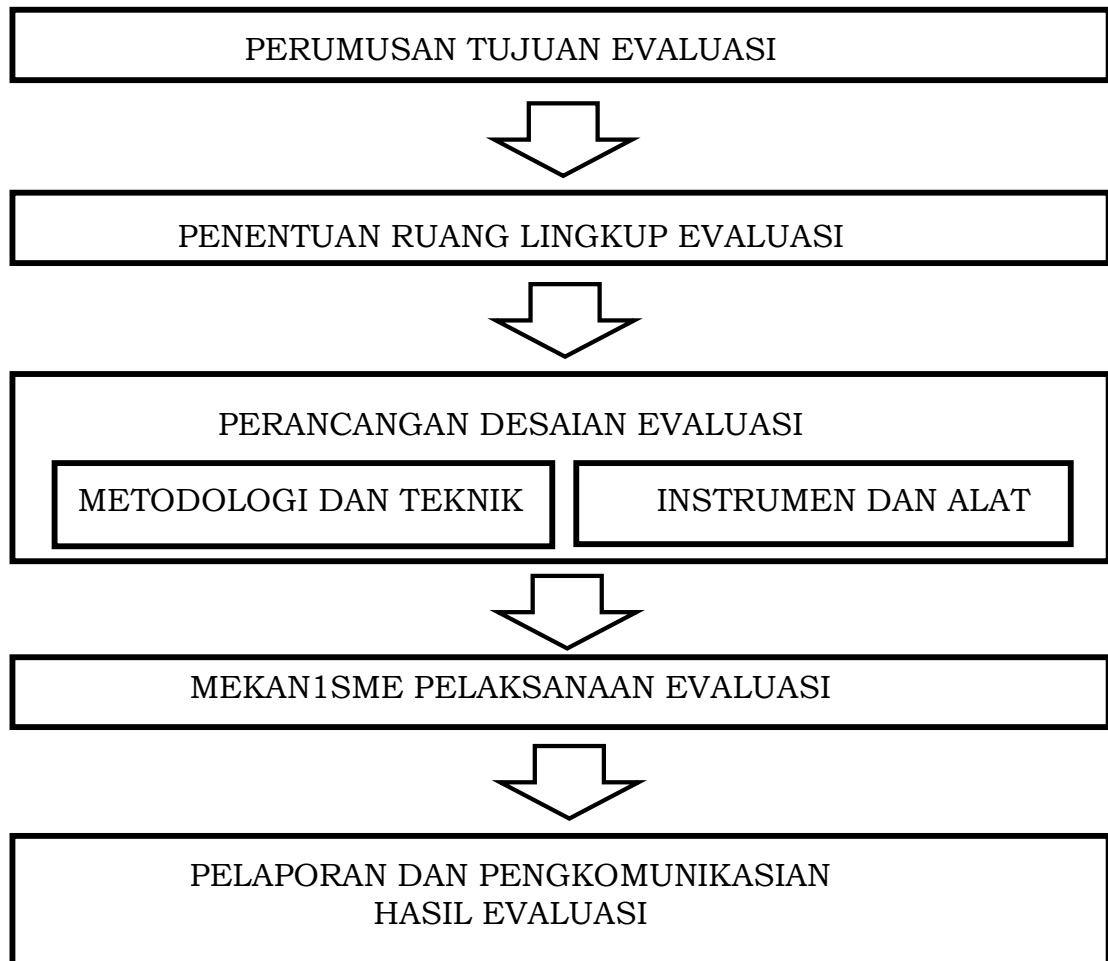 PERUMUSAN TUJUAN EVALUASI
PENENTUAN RUANG LINGKUP EVALUASI
PERANCANGAN DESAIAN EVALUASI
METODOLOGI DAN TEKNIK
INSTRUMEN DAN ALAT
MEKAN1SME PELAKSANAAN EVALUASI
PELAPORAN DAN PENGKOMUNIKASIAN
HASIL EVALUASI